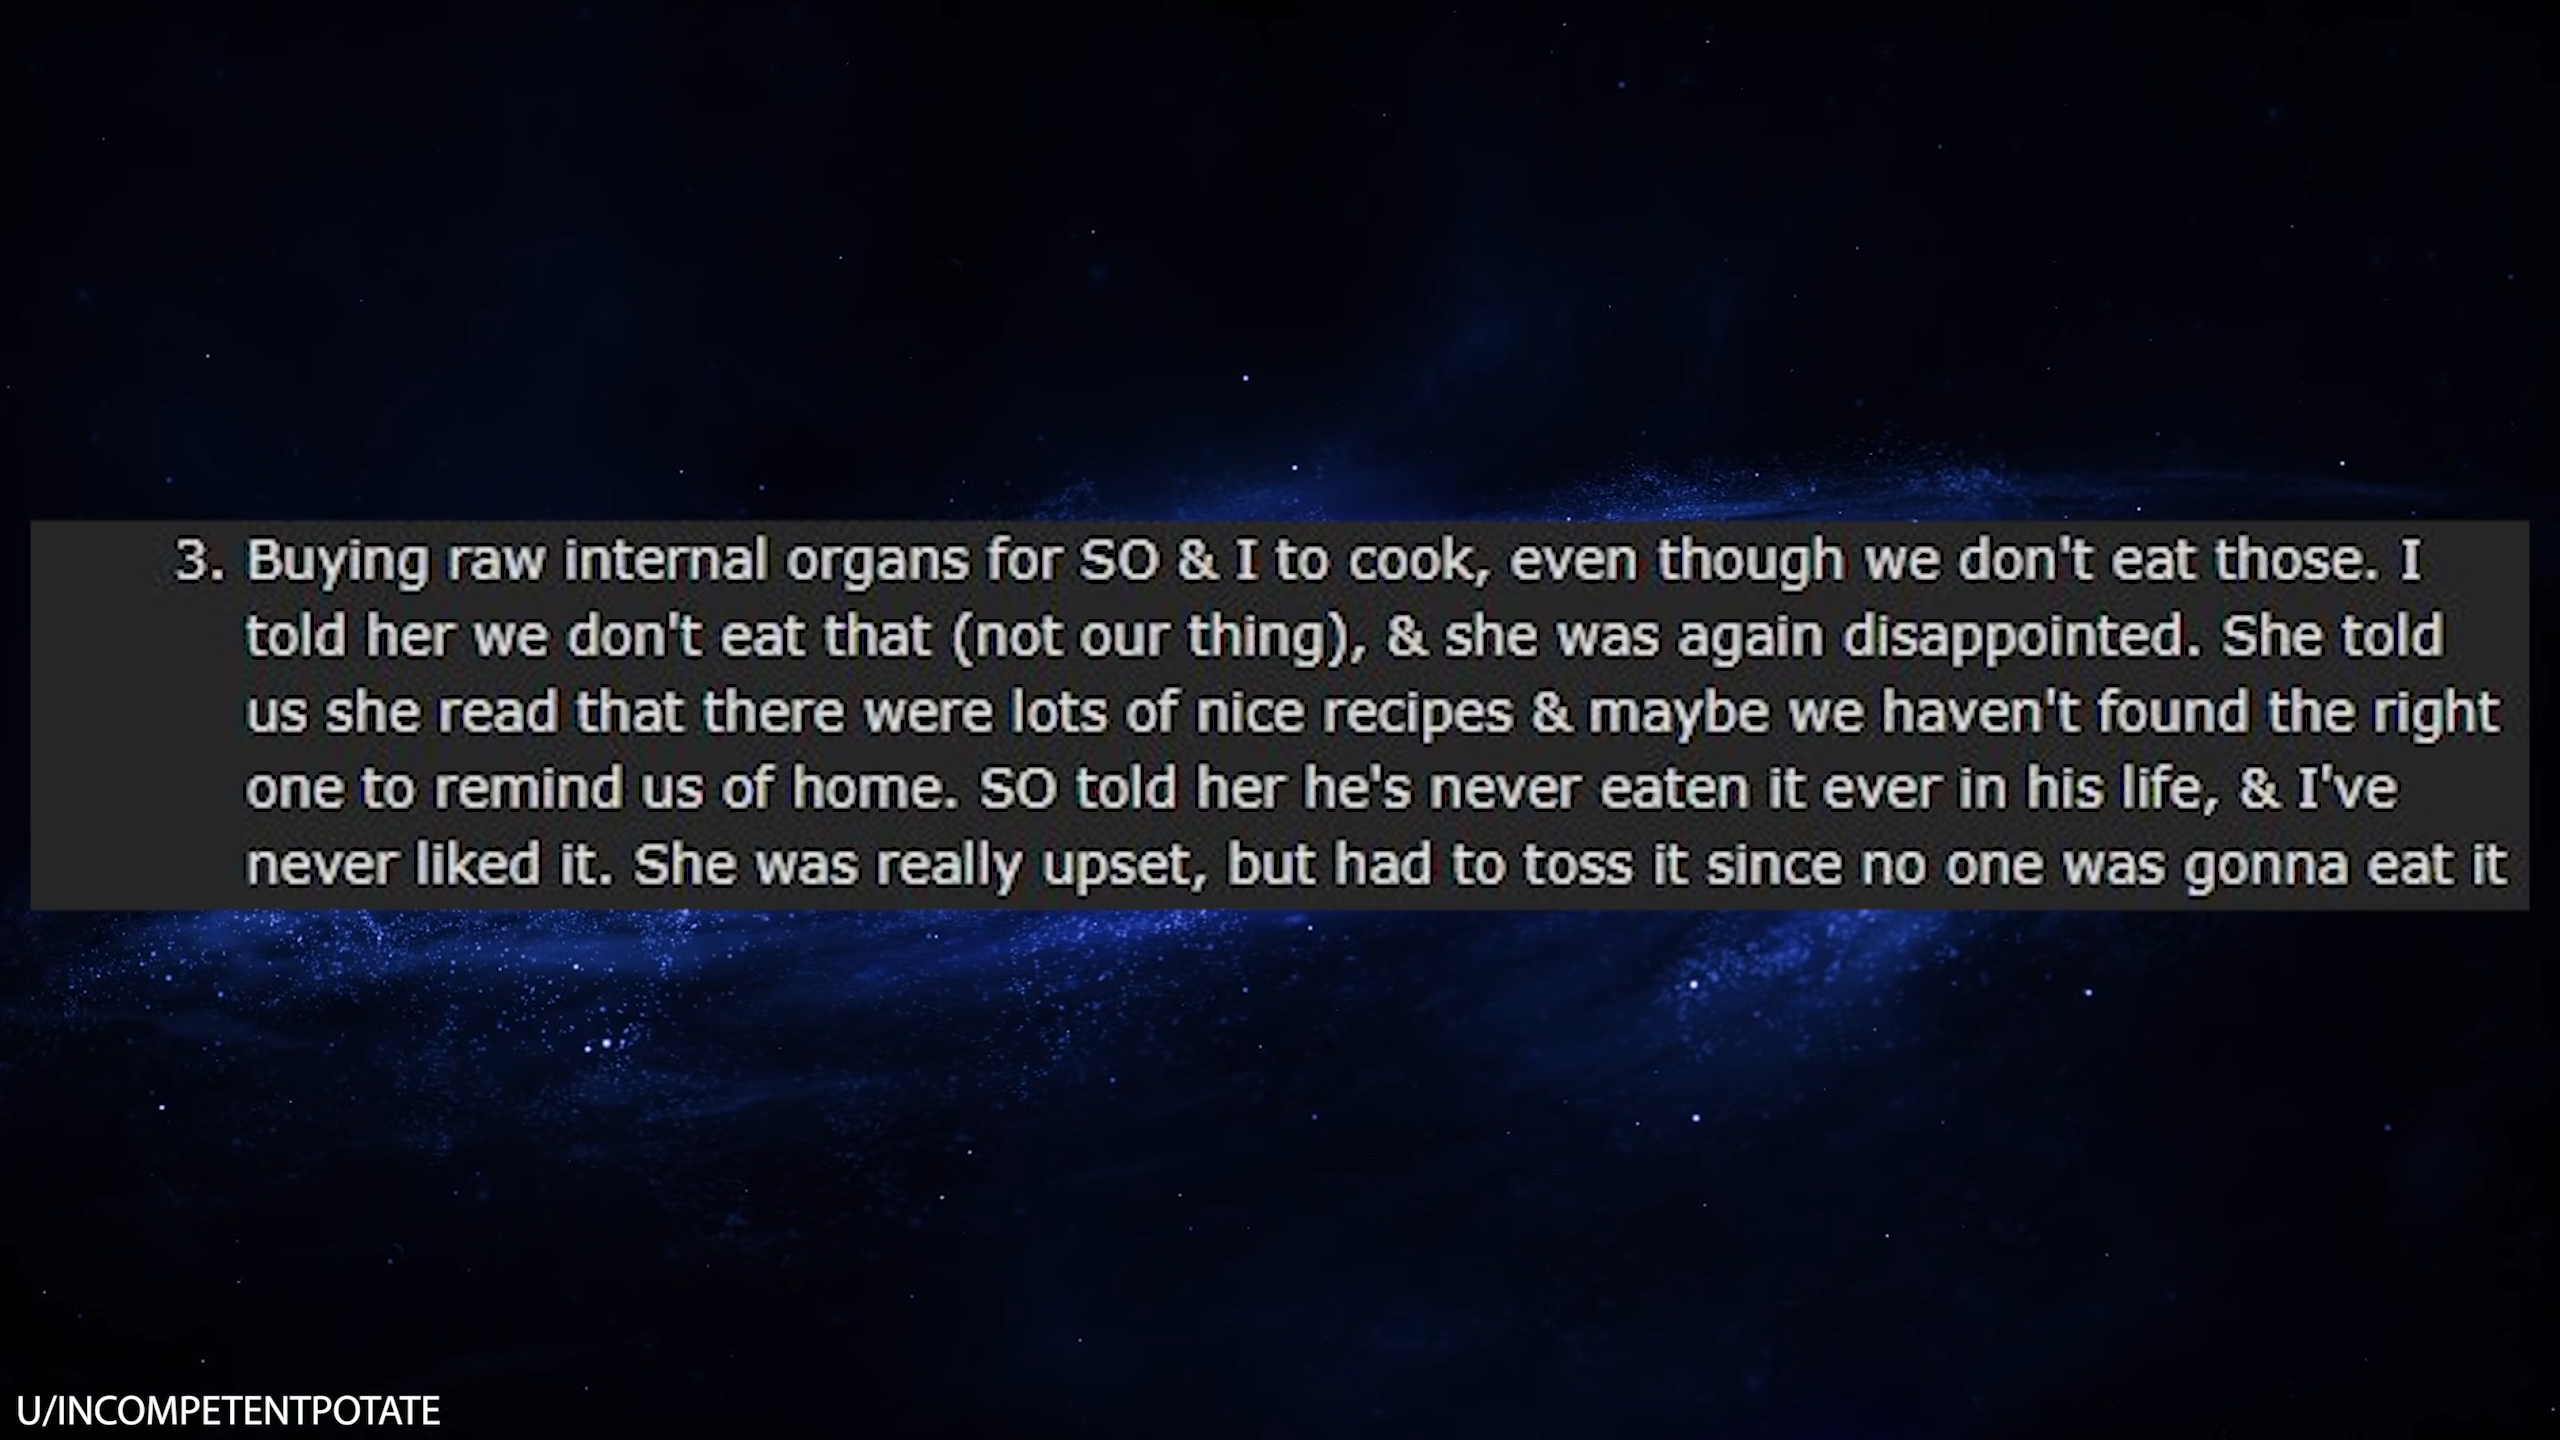 3. Buying raw internal organs for SO & I to cook, even though we don't eat those. I
told her we don't eat that (not our thing), & she was again disappointed. She told
us she read that there were lots of nice recipes & maybe we haven't found the right
one to remind us of home. SO told her he's never eaten it ever in his life, & I've
never liked it. She was really upset, but had to toss it since no one was gonna eat it
U/INCOMPETENTPOTATE